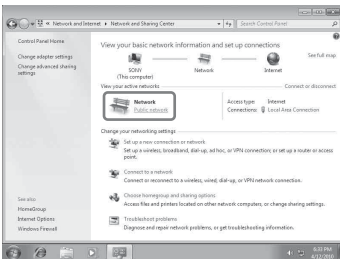 « Network and Internet ▸ Network and Sharing Center
Search Control Panel
Control Panel Home
Change adapter settings
Change advanced sharing
settings
View your basic network information and set up connections
See full map
SONY
(This computer)
Network
Internet
View your active networks
Connect or disconnect
Network
Public network
Access type: Internet
Connections: Local Area Connection
Change your networking settings
Set up a new connection or network
Set up a wireless, broadband, dial-up, ad hoc, or VPN connection; or set up a router or access
point.
Connect to a network
Connect or reconnect to a wireless, wired, dial-up, or VPN network connection.
Choose homegroup and sharing options
Access files and printers located on other network computers, or change sharing settings.
Troubleshoot problems
Diagnose and repair network problems, or get troubleshooting information.
See also
HomeGroup
Internet Options
Windows Firewall
6:33 PM
4/12/2010